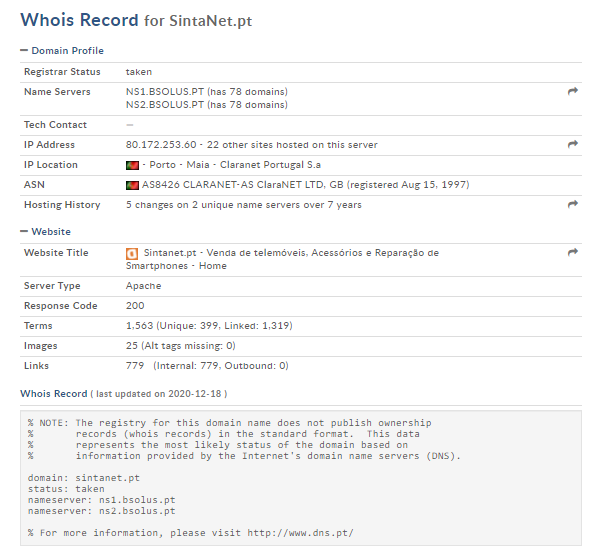 Whois Record for SintaNet.pt
Domain Profile
Registrar Status taken
Name Servers NS1.BSOLUS.PT (has 78 domains)
NS2.BSOLUS.PT (has 78 domains)
Tech Contact —
IP Address 80.172.253.60 - 22 other sites hosted on this server
IP Location - Porto - Maia - Claranet Portugal S.a
ASN AS8426 CLARANET-AS ClaraNET LTD, GB (registered Aug 15, 1997)
Hosting History 5 changes on 2 unique name servers over 7 years
Website
Website Title Sintanet.pt - Venda de telemóveis, Acessórios e Reparação de
Smartphones - Home
Server Type Apache
Response Code 200
Terms 1,563 (Unique: 399, Linked: 1,319)
Images 25 (Alt tags missing: 0)
Links 779 (Internal: 779, Outbound: 0)
Whois Record ( last updated on 2020-12-18 )
% NOTE: The registry for this domain name does not publish ownership
% records (whois records) in the standard format. This data
% represents the most likely status of the domain based on
% information provided by the Internet's domain name servers (DNS).
domain: sintanet.pt
status: taken
nameserver: ns1.bsolus.pt
nameserver: ns2.bsolus.pt
% For more information, please visit http://www.dns.pt/